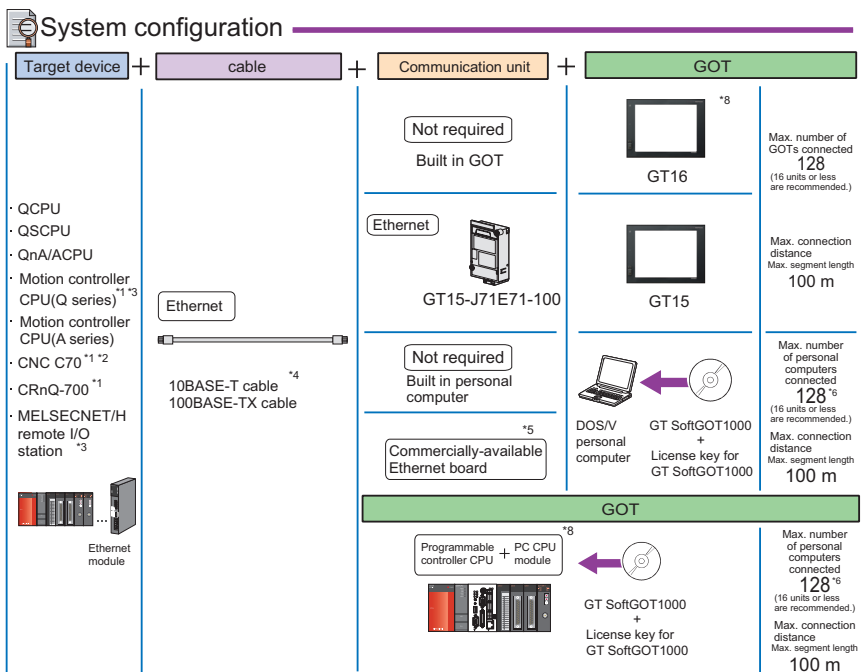 System configuration
Target device + cable + Communication unit + GOT
· QCPU
· QSCPU
· QnA/ACPU
· Motion controller
CPU(Q series)*1 *3
· Motion controller
CPU(A series)
· CNC C70*1 *2
· CRnQ-700*1
· MELSECNET/H
remote I/O
station *3
...
Ethernet
module
Ethernet
10BASE-T cable *4
100BASE-TX cable
Not required
Built in GOT
*8
GT16
Max. number of
GOTs connected
128
(16 units or less
are recommended.)
Ethernet
GT15-J71E71-100
GT15
Max. connection
distance
Max. segment length
100 m
Not required
Built in personal
computer
*5
Commercially-available
Ethernet board
DOS/V
personal
computer
GT SoftGOT1000
+
License key for
GT SoftGOT1000
Max. number
of personal
computers
connected
128*6
(16 units or less
are recommended.)
Max. connection
distance
Max. segment length
100 m
GOT
*8
Programmable
controller CPU
+
PC CPU
module
GT SoftGOT1000
+
License key for
GT SoftGOT1000
Max. number
of personal
computers
connected
128*6
(16 units or less
are recommended.)
Max. connection
distance
Max. segment length
100 m